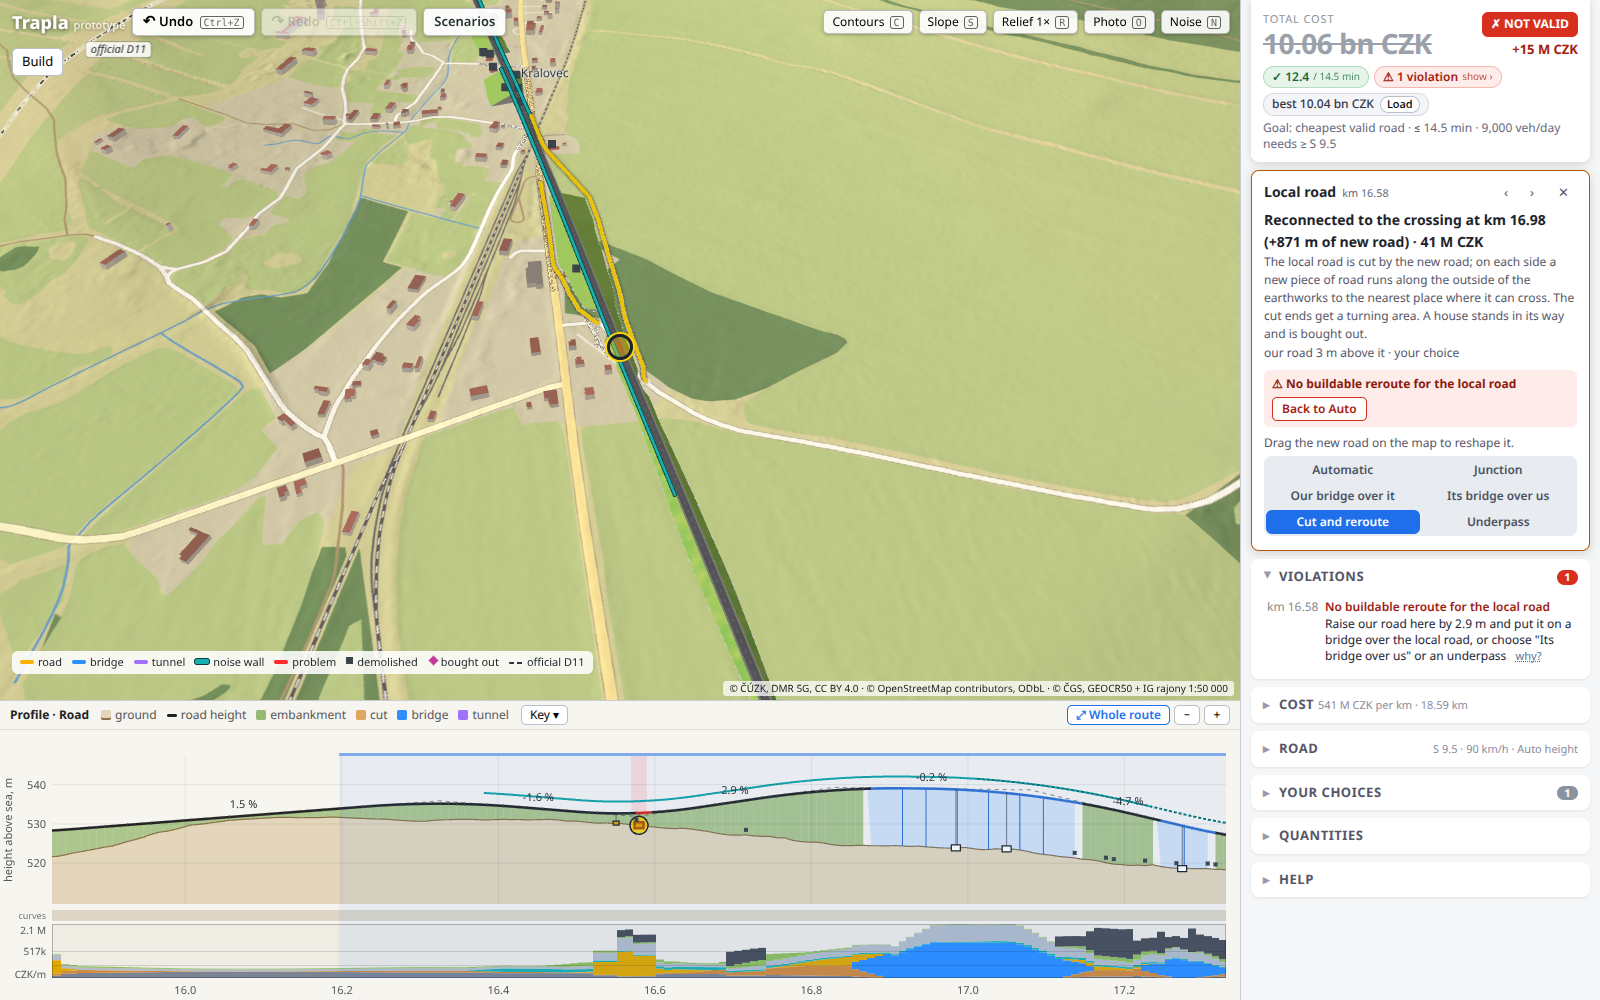 Trapla prototype
↶ Undo Ctrl+Z
↷ Redo Ctrl+Shift+Z
Scenarios
Contours C
Slope S
Relief 1× R
Photo O
Noise N
Build
official D11
Královec
road bridge tunnel noise wall problem demolished bought out official D11
© ČÚZK, DMR 5G, CC BY 4.0 · © OpenStreetMap contributors, ODbL · © ČGS, GEOCR50 + IG rajony 1:50 000
TOTAL COST
✗ NOT VALID
10.06 bn CZK
+15 M CZK
✓ 12.4 / 14.5 min
⚠ 1 violation show ›
best 10.04 bn CZK Load
Goal: cheapest valid road · ≤ 14.5 min · 9,000 veh/day
needs ≥ S 9.5
Local road km 16.58 ‹ › ✕
Reconnected to the crossing at km 16.98
(+871 m of new road) · 41 M CZK
The local road is cut by the new road; on each side a
new piece of road runs along the outside of the
earthworks to the nearest place where it can cross. The
cut ends get a turning area. A house stands in its way
and is bought out.
our road 3 m above it · your choice
⚠ No buildable reroute for the local road
Back to Auto
Drag the new road on the map to reshape it.
Automatic Junction
Our bridge over it Its bridge over us
Cut and reroute Underpass
▼ VIOLATIONS 1
km 16.58 No buildable reroute for the local road
Raise our road here by 2.9 m and put it on a
bridge over the local road, or choose "Its
bridge over us" or an underpass why?
▶ COST 541 M CZK per km · 18.59 km
▶ ROAD S 9.5 · 90 km/h · Auto height
▶ YOUR CHOICES 1
▶ QUANTITIES
▶ HELP
Profile · Road ground road height embankment cut bridge tunnel Key ▾
⤢ Whole route − +
height above sea, m
540
530
520
1.5 %
-1.6 %
2.9 %
-0.2 %
-4.7 %
curves
2.1 M
517k
CZK/m
16.0 16.2 16.4 16.6 16.8 17.0 17.2